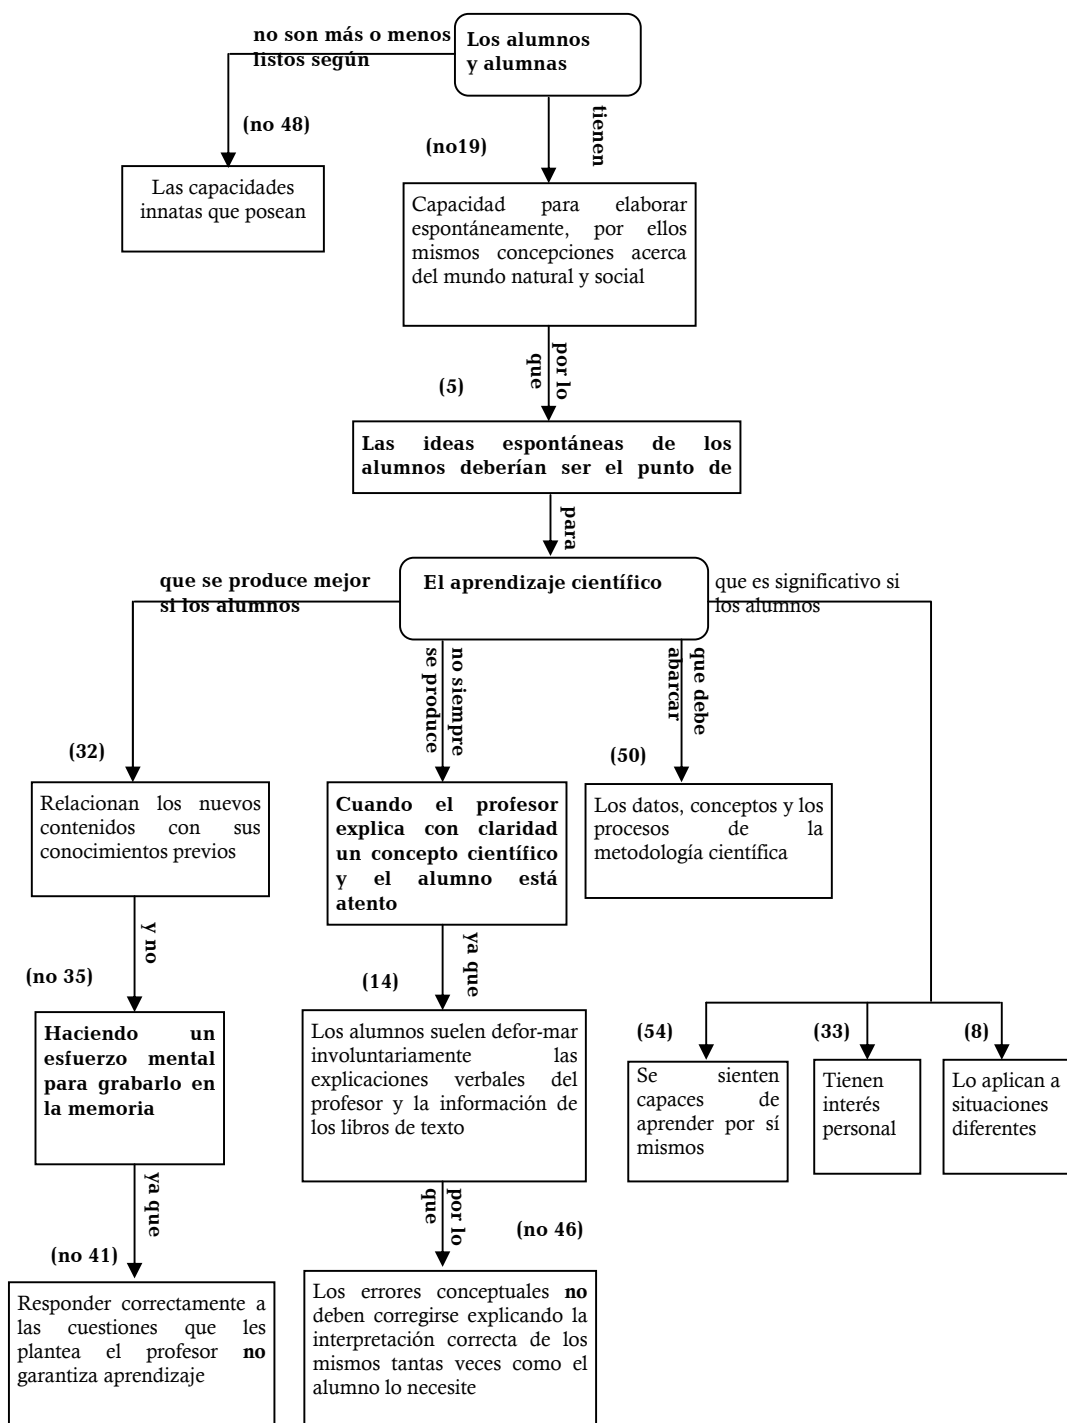 no son más o menos
listos según
Los alumnos
y alumnas
(no 48)
tienen
(no19)
Las capacidades
innatas que posean
Capacidad para elaborar
espontáneamente, por ellos
mismos concepciones acerca
del mundo natural y social
por lo
que
(5)
Las ideas espontáneas de los
alumnos deberían ser el punto de
para
que se produce mejor
si los alumnos
El aprendizaje científico
que es significativo si
los alumnos
no siempre
se produce
que debe
abarcar
(32)
(50)
Relacionan los nuevos
contenidos con sus
conocimientos previos
Cuando el profesor
explica con claridad
un concepto científico
y el alumno está
atento
Los datos, conceptos y los
procesos de la
metodología científica
y no
ya que
(no 35)
(14)
Haciendo un
esfuerzo mental
para grabarlo en
la memoria
Los alumnos suelen defor-mar
involuntariamente las
explicaciones verbales del
profesor y la información de
los libros de texto
(54)
(33)
(8)
Se sienten
capaces de
aprender por sí
mismos
Tienen
interés
personal
Lo aplican a
situaciones
diferentes
ya que
por lo
que
(no 41)
(no 46)
Responder correctamente a
las cuestiones que les
plantea el profesor no
garantiza aprendizaje
Los errores conceptuales no
deben corregirse explicando la
interpretación correcta de los
mismos tantas veces como el
alumno lo necesite